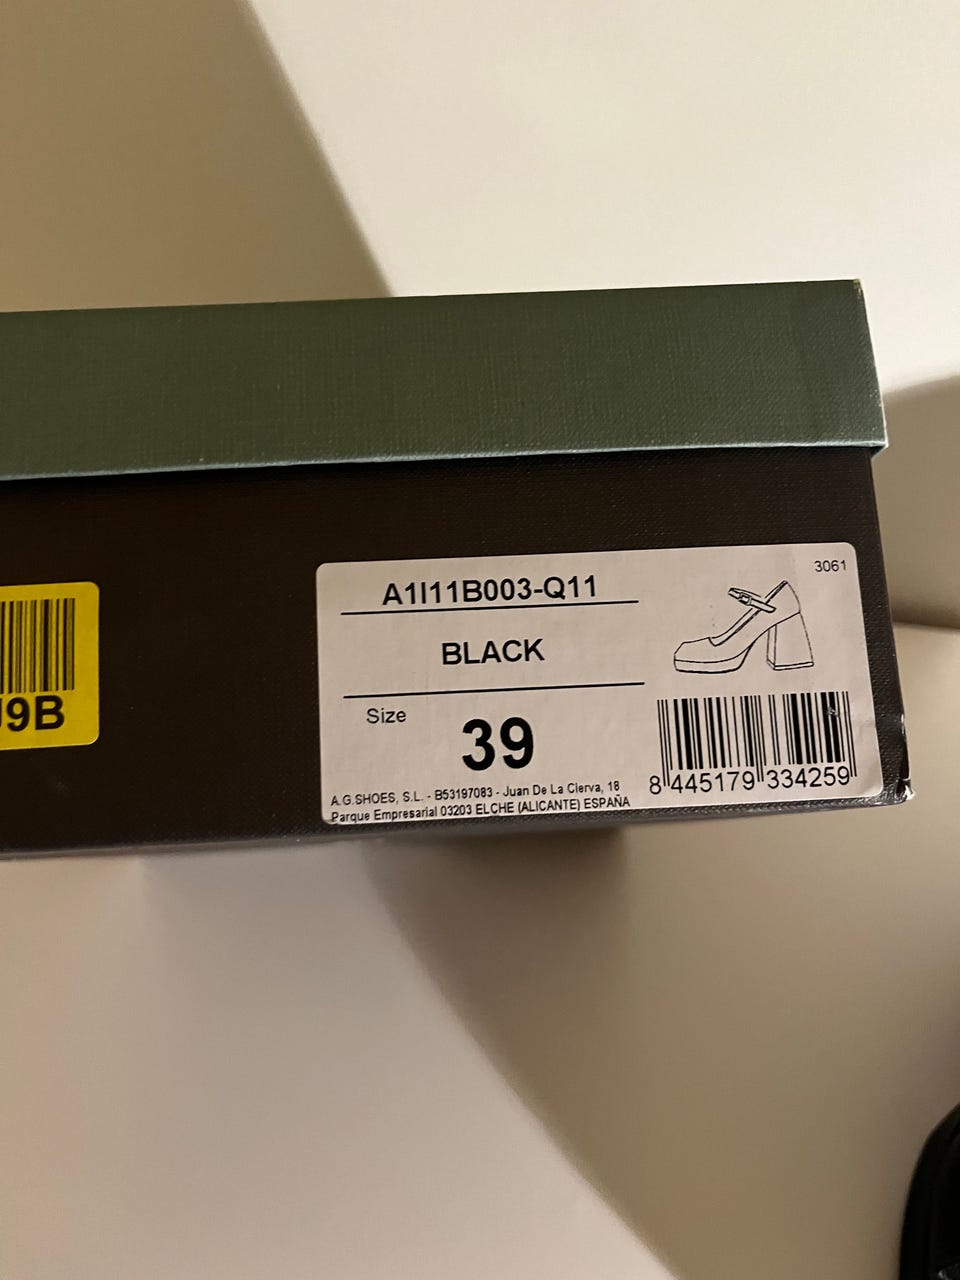 A1I11B003-Q11
3061
BLACK
Size
39
8 445179 334259
A.G.SHOES, S.L. - B53197083 - Juan De La Cierva, 18
Parque Empresarial 03203 ELCHE (ALICANTE) ESPAÑA
9B